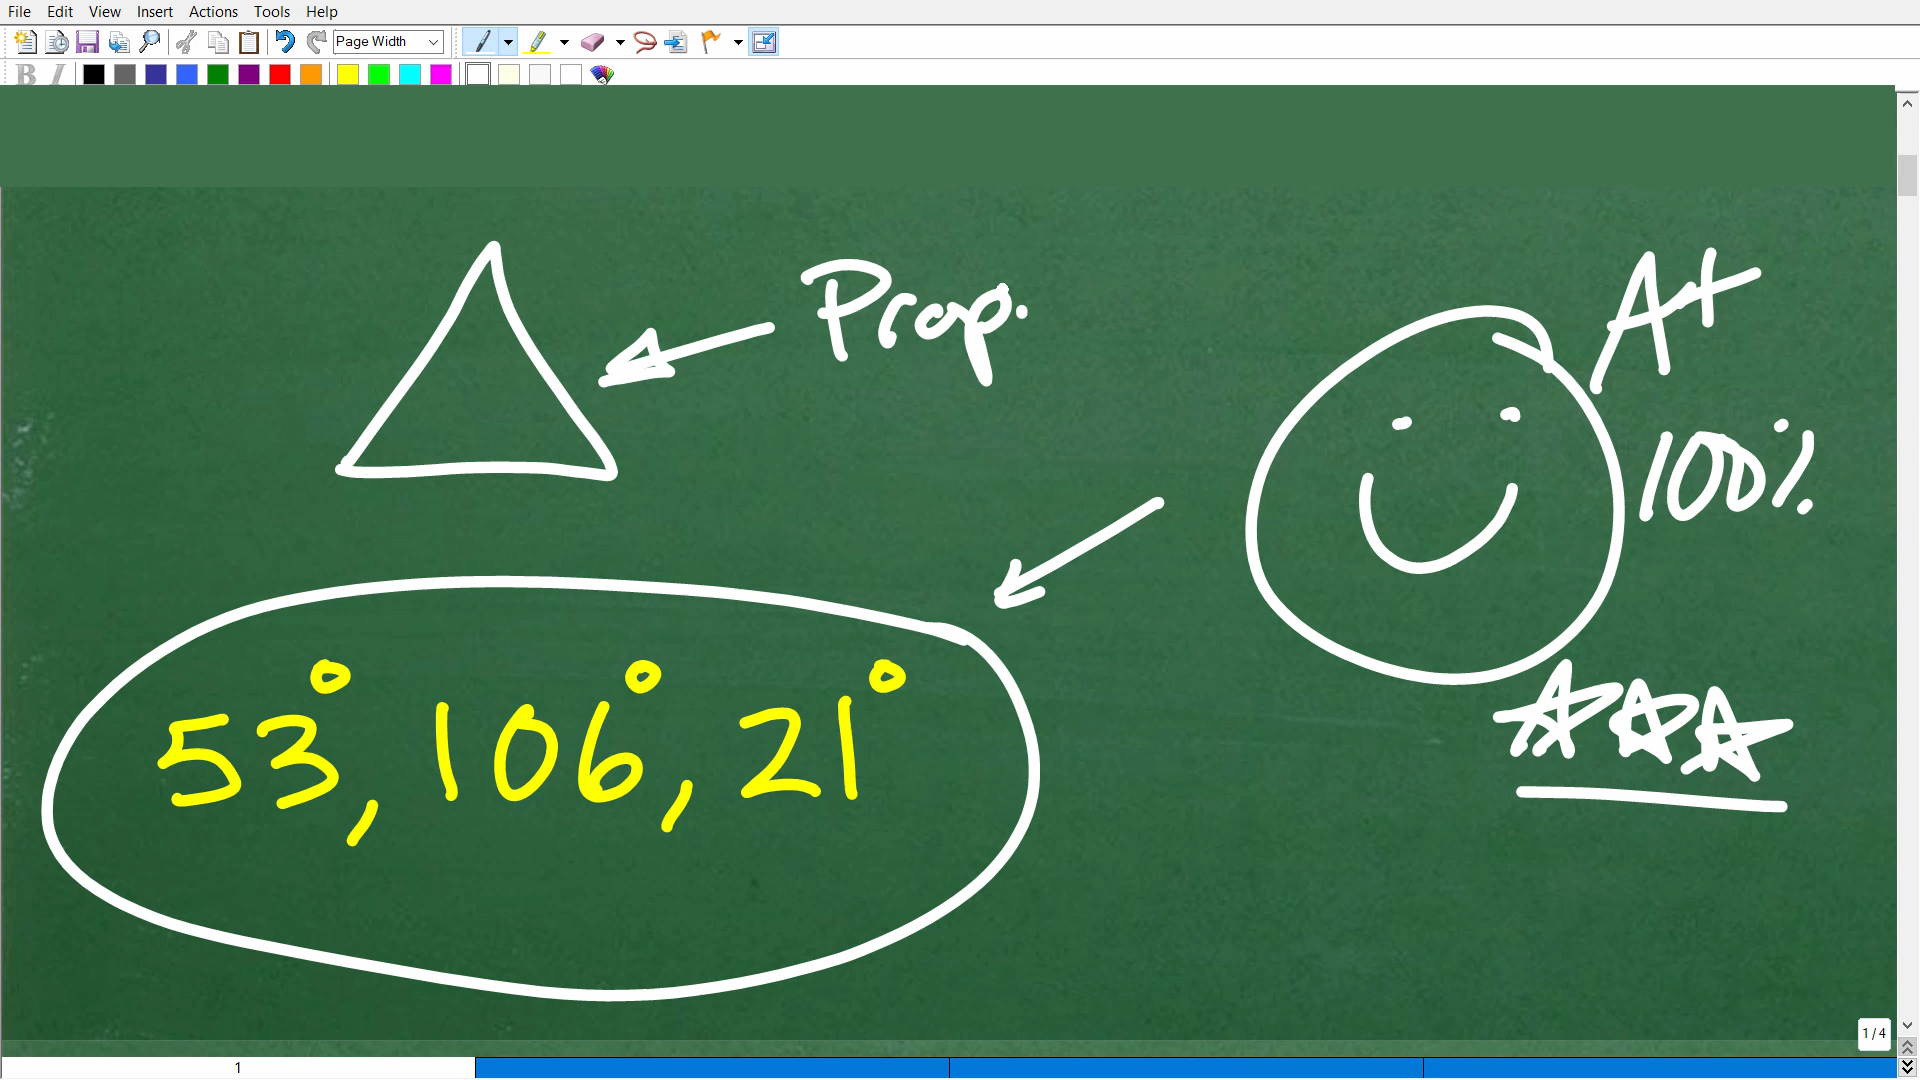 File Edit View Insert Actions Tools Help
Page Width
B I
Prop.
A+
100%
53°, 106°, 21°
1 / 4
1